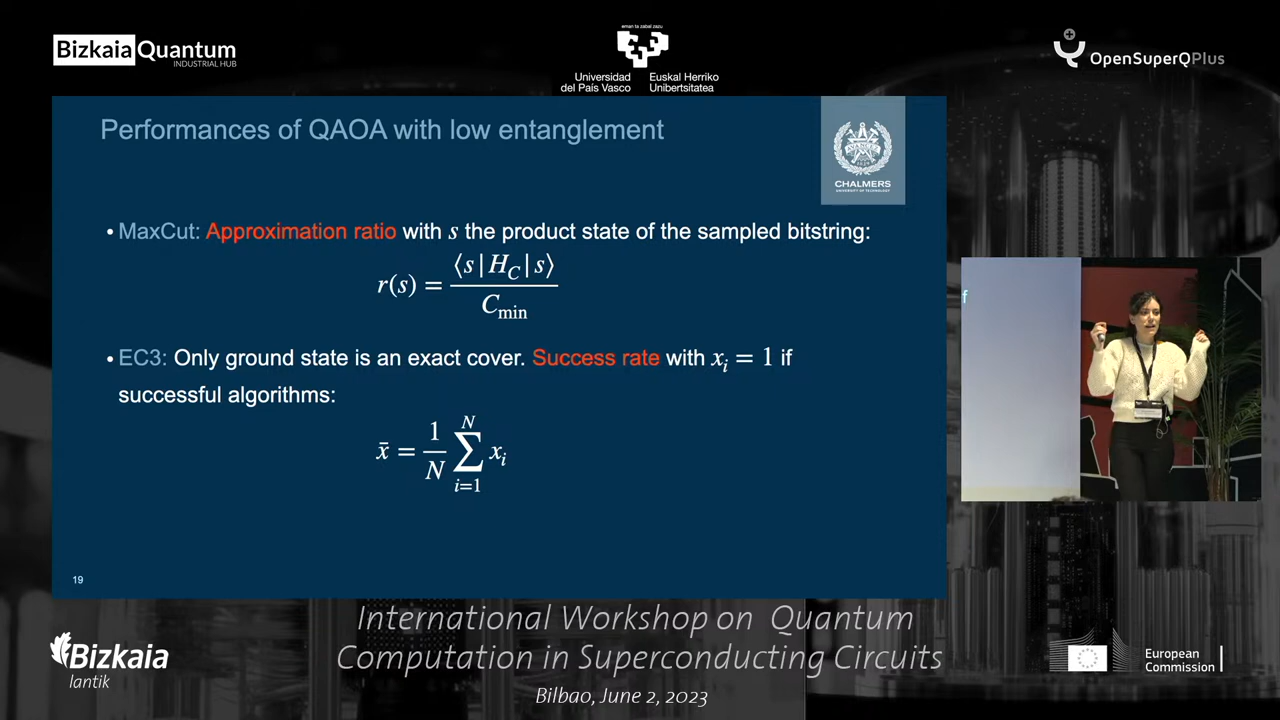 Bizkaia Quantum
INDUSTRIAL HUB
eman ta zabal zazu
Universidad
del País Vasco
Euskal Herriko
Unibertsitatea
OpenSuperQPlus
Performances of QAOA with low entanglement
CHALMERS
UNIVERSITY OF TECHNOLOGY
• MaxCut: Approximation ratio with s the product state of the sampled bitstring:
r(s) = ⟨s|H_C|s⟩ / C_min
• EC3: Only ground state is an exact cover. Success rate with x_i = 1 if
successful algorithms:
x̄ = 1/N ∑_{i=1}^{N} x_i
19
f
International Workshop on Quantum
Computation in Superconducting Circuits
Bilbao, June 2, 2023
Bizkaia
lantik
European
Commission